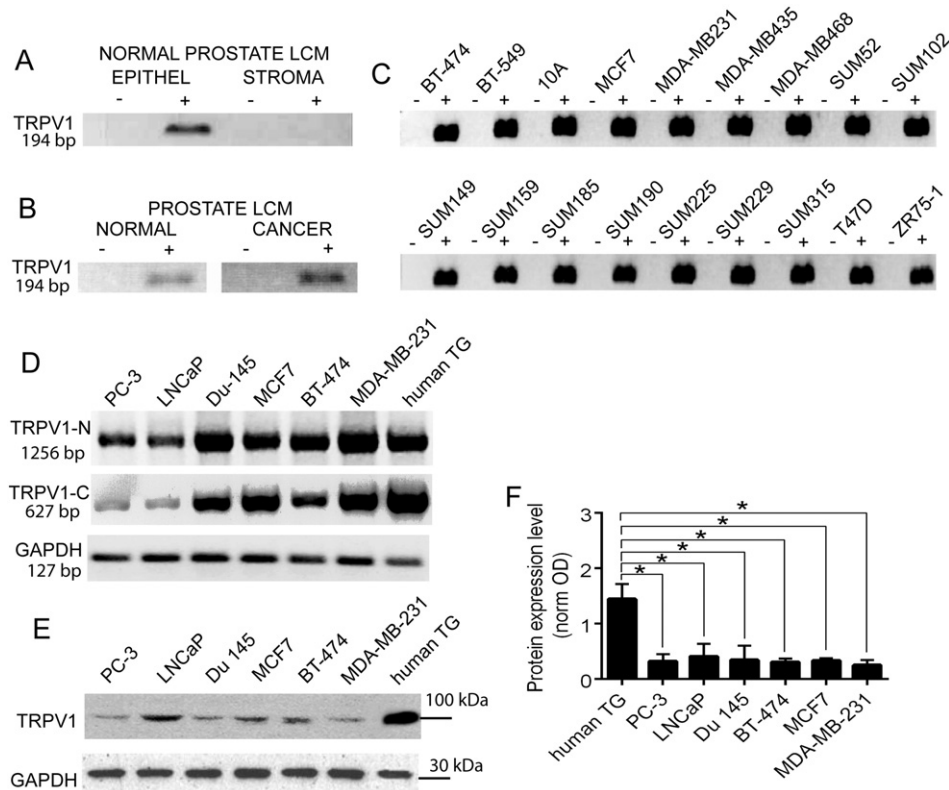 A
NORMAL PROSTATE LCM
EPITHEL STROMA
- + - +
TRPV1
194 bp
B
PROSTATE LCM
NORMAL CANCER
- + - +
TRPV1
194 bp
C
BT-474 BT-549 10A MCF7 MDA-MB231 MDA-MB435 MDA-MB468 SUM52 SUM102
- + - + - + - + - + - + - + - + - +
SUM149 SUM159 SUM185 SUM190 SUM225 SUM229 SUM315 T47D ZR75-1
- + - + - + - + - + - + - + - + - +
D
PC-3 LNCaP Du-145 MCF7 BT-474 MDA-MB-231 human TG
TRPV1-N
1256 bp
TRPV1-C
627 bp
GAPDH
127 bp
E
PC-3 LNCaP Du 145 MCF7 BT-474 MDA-MB-231 human TG
100 kDa
TRPV1
30 kDa
GAPDH
F
Protein expression level
(norm OD)
3
2
1
0
* * * * * *
human TG PC-3 LNCaP Du 145 BT-474 MCF7 MDA-MB-231